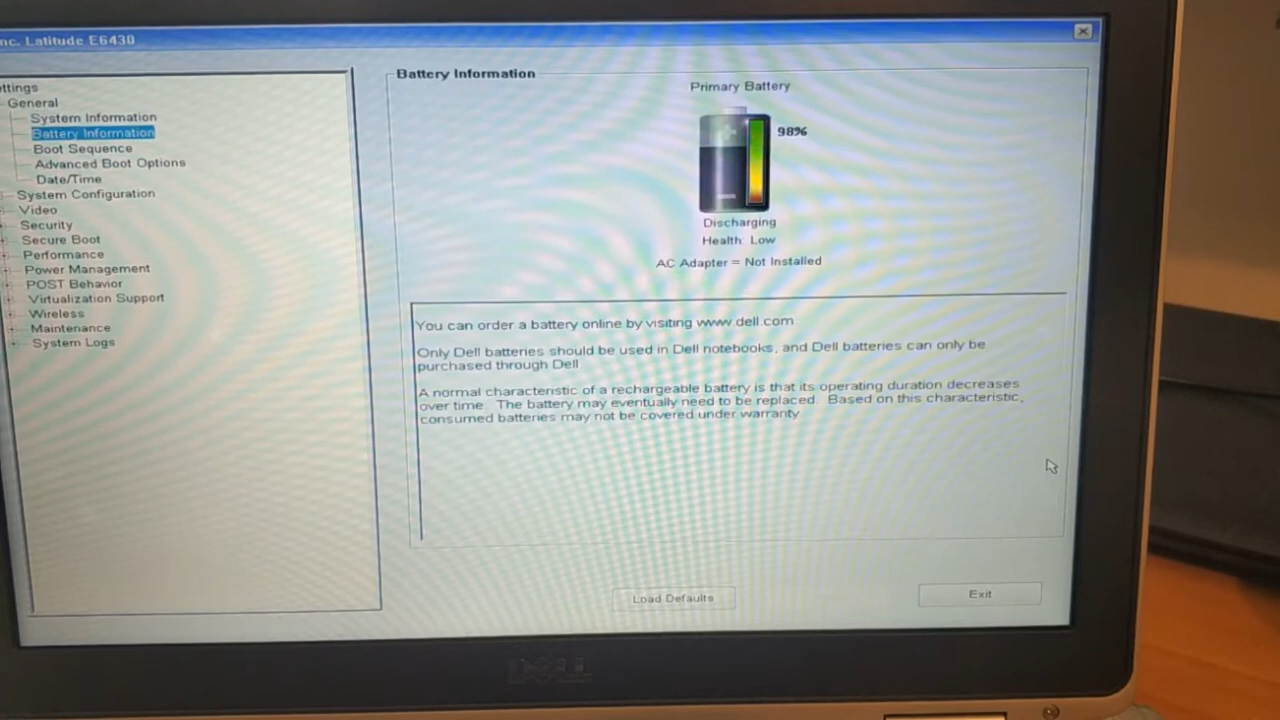 nc. Latitude E6430
ttings
General
System Information
Battery Information
Boot Sequence
Advanced Boot Options
Date/Time
System Configuration
Video
Security
Secure Boot
Performance
Power Management
POST Behavior
Virtualization Support
Wireless
Maintenance
System Logs
Battery Information
Primary Battery
98%
Discharging
Health: Low
AC Adapter = Not Installed
You can order a battery online by visiting www.dell.com
Only Dell batteries should be used in Dell notebooks, and Dell batteries can only be
purchased through Dell
A normal characteristic of a rechargeable battery is that its operating duration decreases
over time. The battery may eventually need to be replaced. Based on this characteristic,
consumed batteries may not be covered under warranty
Load Defaults
Exit
DELL